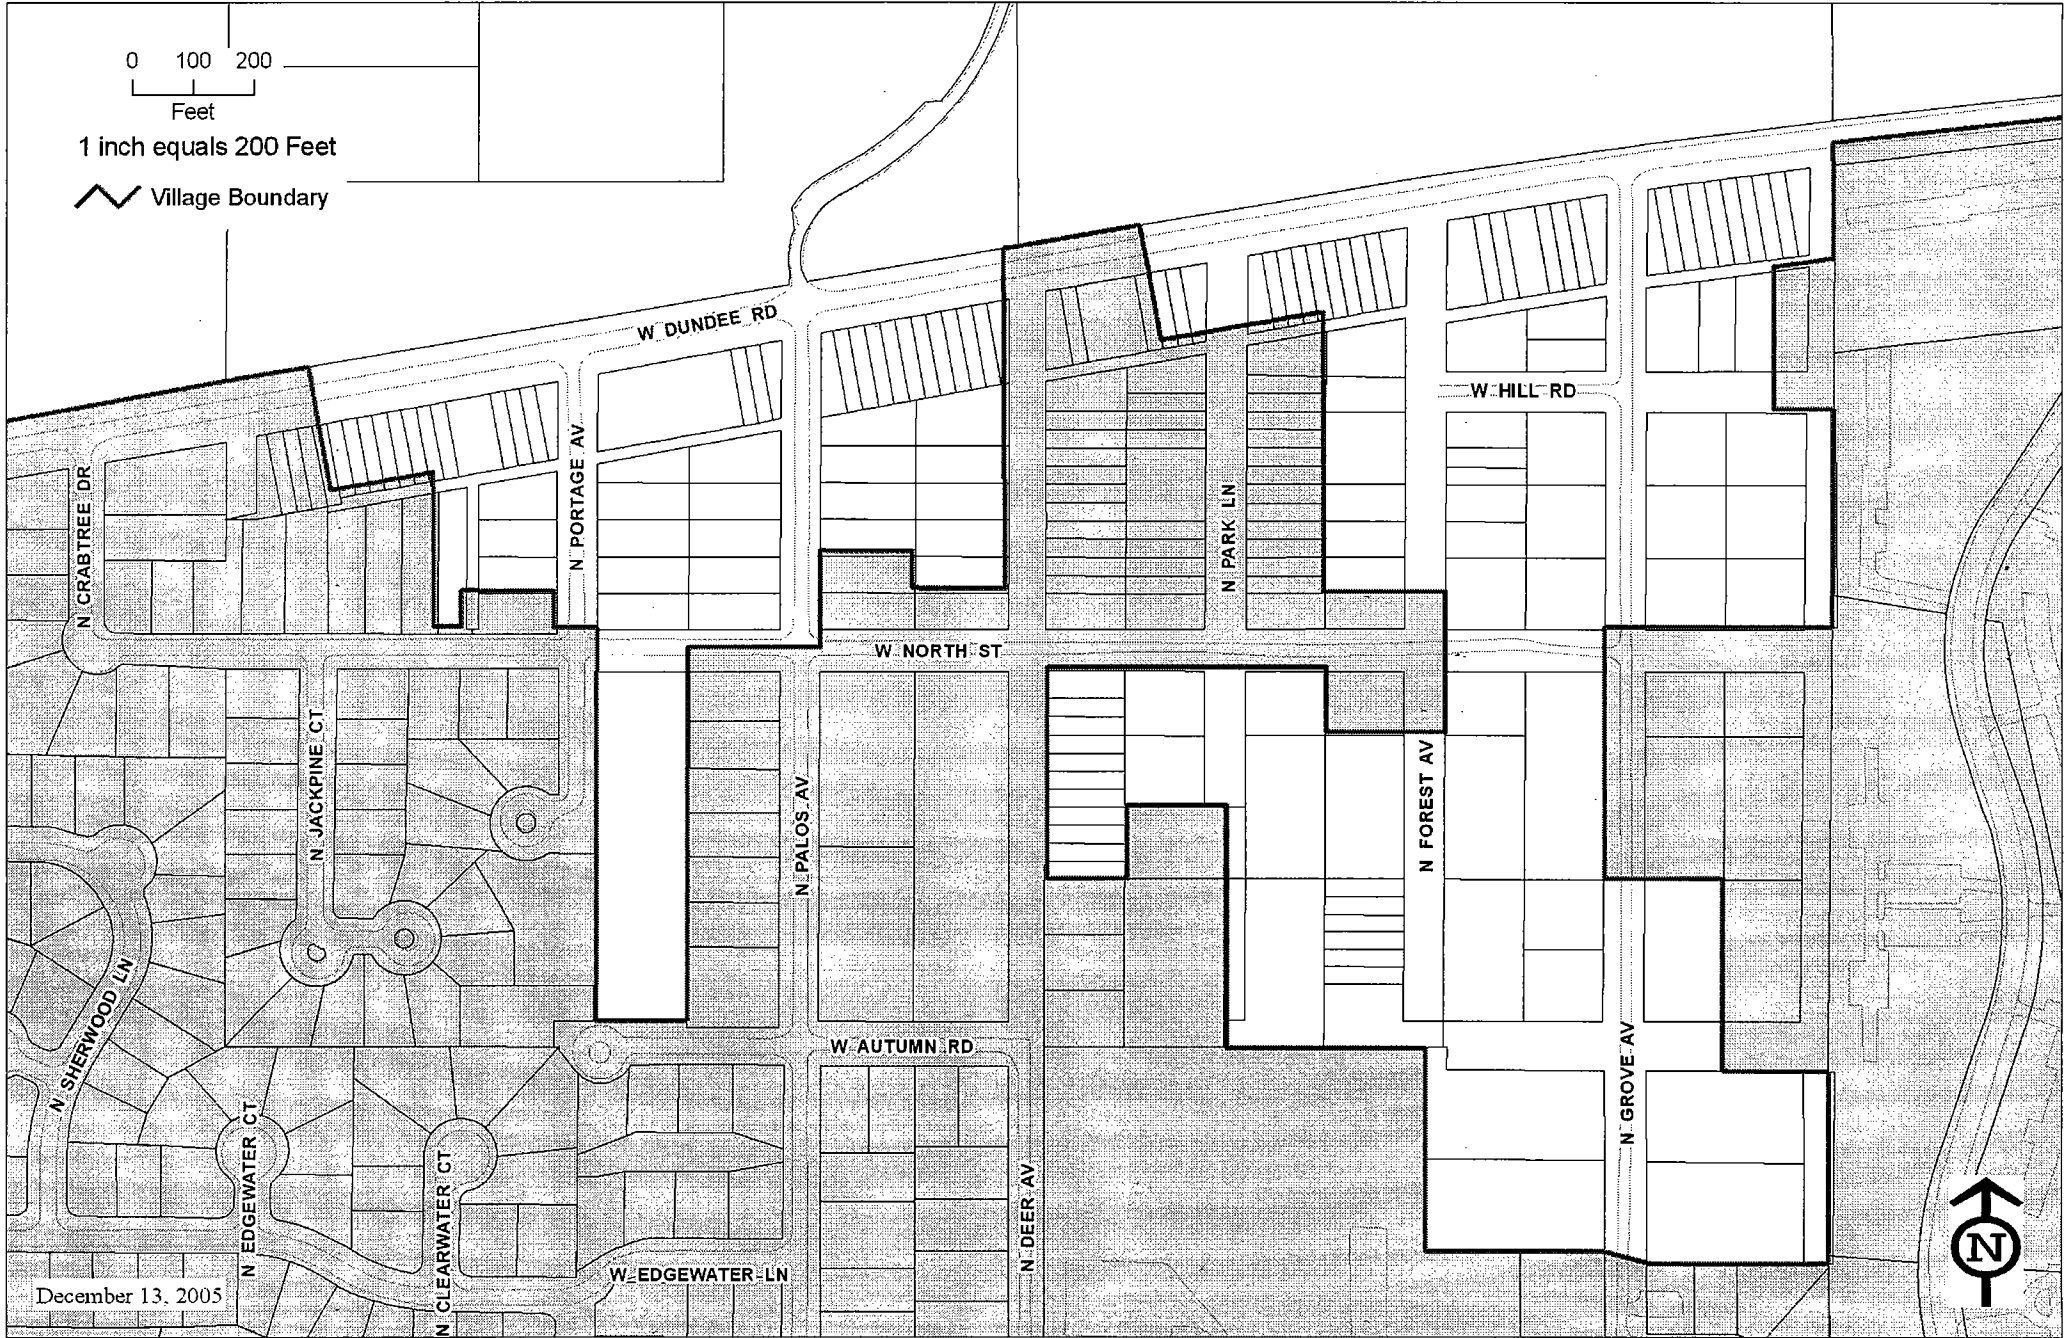 0 100 200
Feet
1 inch equals 200 Feet
Village Boundary
W DUNDEE RD
W HILL RD
N CRABTREE DR
N PORTAGE AV
N PARK LN
W NORTH ST
N JACKPINE CT
N PALOS AV
N FOREST AV
N SHERWOOD LN
W AUTUMN RD
N GROVE AV
N EDGEWATER CT
N CLEARWATER CT
N DEER AV
W EDGEWATER LN
December 13, 2005
N